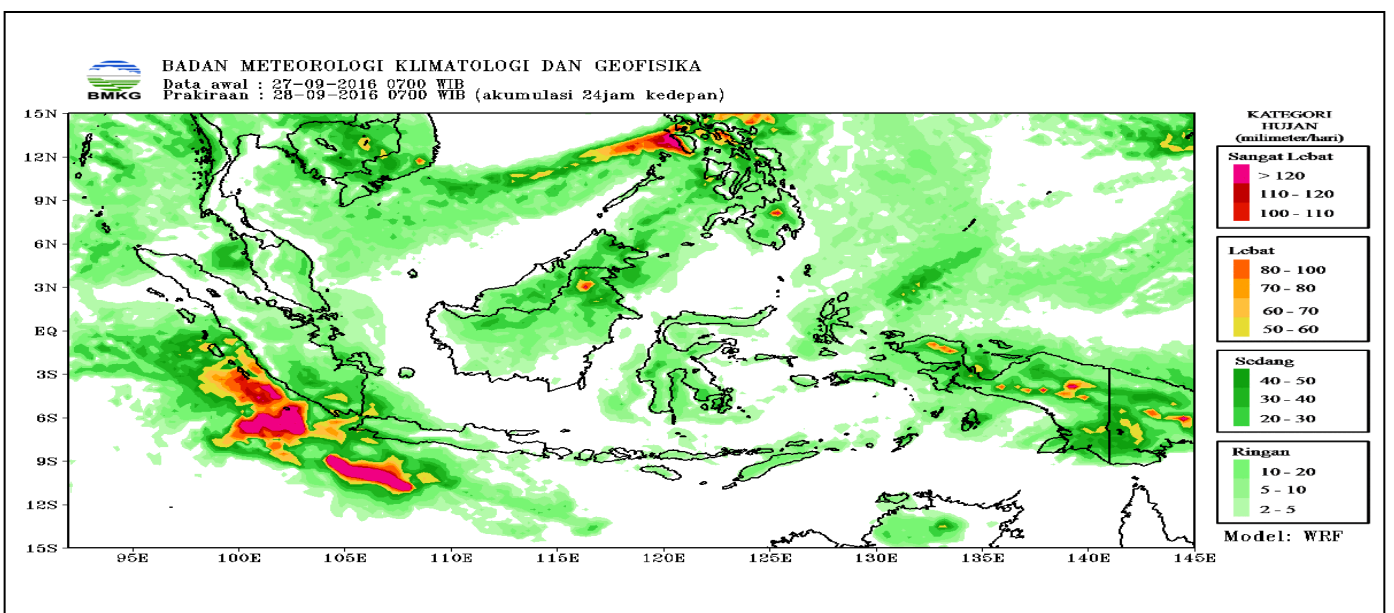 BADAN METEOROLOGI KLIMATOLOGI DAN GEOFISIKA
Data awal : 27-09-2016 0700 WIB
Prakiraan : 28-09-2016 0700 WIB (akumulasi 24jam kedepan)
BMKG
15N
12N
9N
6N
3N
EQ
3S
6S
9S
12S
15S
95E 100E 105E 110E 115E 120E 125E 130E 135E 140E 145E
KATEGORI
HUJAN
(milimeter/hari)
Sangat Lebat
> 120
110 - 120
100 - 110
Lebat
80 - 100
70 - 80
60 - 70
50 - 60
Sedang
40 - 50
30 - 40
20 - 30
Ringan
10 - 20
5 - 10
2 - 5
Model: WRF